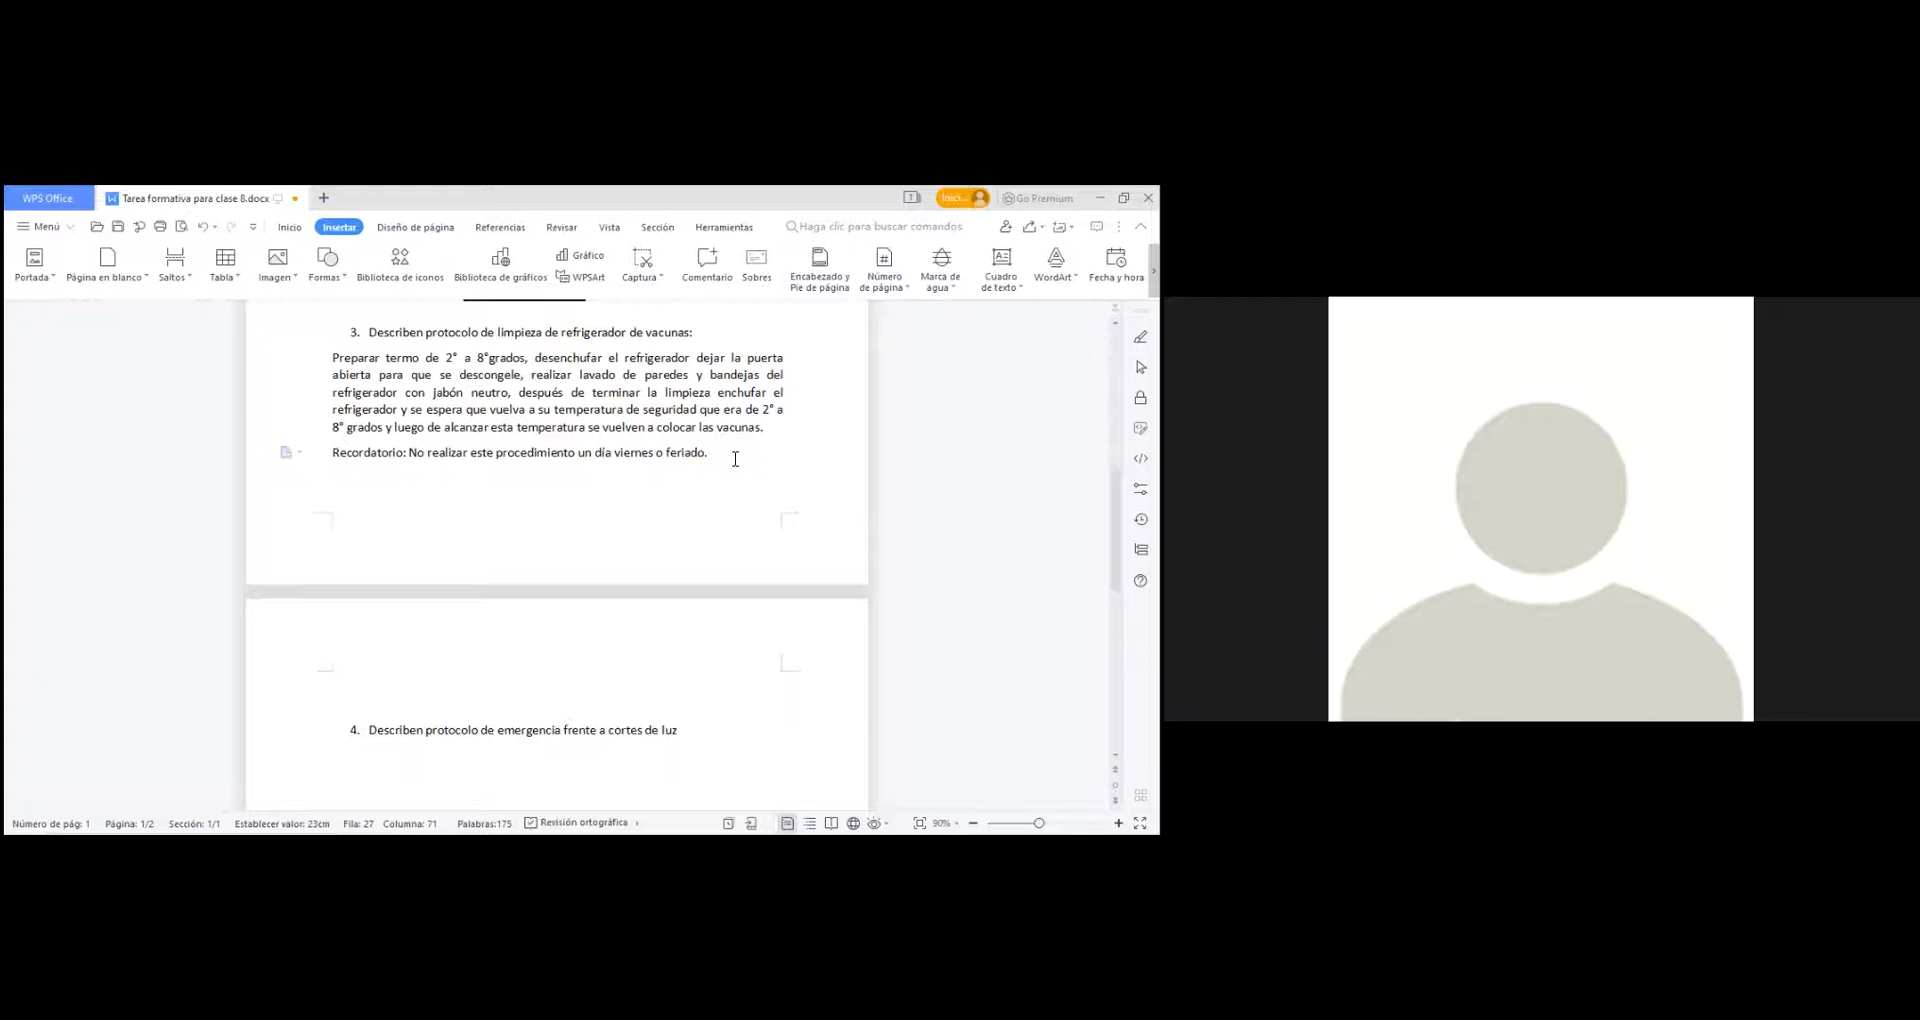 WPS Office
Tarea formativa para clase 8.docx
Inici...
Go Premium
Menú
Inicio
Insertar
Diseño de página
Referencias
Revisar
Vista
Sección
Herramientas
Haga clic para buscar comandos
Portada
Página en blanco
Saltos
Tabla
Imagen
Formas
Biblioteca de iconos
Biblioteca de gráficos
Gráfico
WPSArt
Captura
Comentario
Sobres
Encabezado y
Pie de página
Número
de página
Marca de
agua
Cuadro
de texto
WordArt
Fecha y hora
3. Describen protocolo de limpieza de refrigerador de vacunas:
Preparar termo de 2° a 8°grados, desenchufar el refrigerador dejar la puerta
abierta para que se descongele, realizar lavado de paredes y bandejas del
refrigerador con jabón neutro, después de terminar la limpieza enchufar el
refrigerador y se espera que vuelva a su temperatura de seguridad que era de 2° a
8° grados y luego de alcanzar esta temperatura se vuelven a colocar las vacunas.
Recordatorio: No realizar este procedimiento un día viernes o feriado.
4. Describen protocolo de emergencia frente a cortes de luz
Número de pág: 1
Página: 1/2
Sección: 1/1
Establecer valor: 23cm
Fila: 27
Columna: 71
Palabras:175
Revisión ortográfica
90%